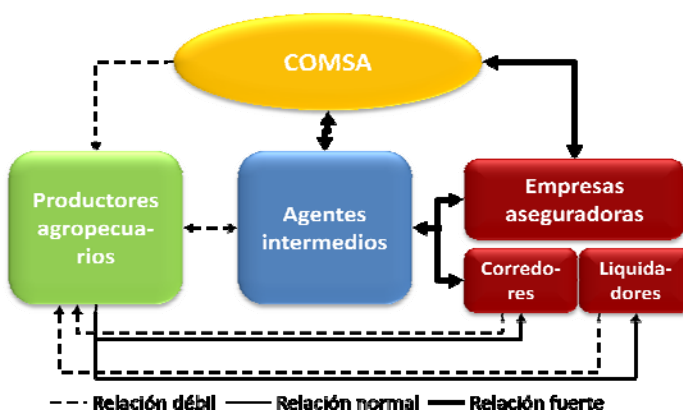 COMSA
Productores
agropecua-
rios
Agentes
intermedios
Empresas
aseguradoras
Corredo-
res
Liquida-
dores
Relación débil
Relación normal
Relación fuerte